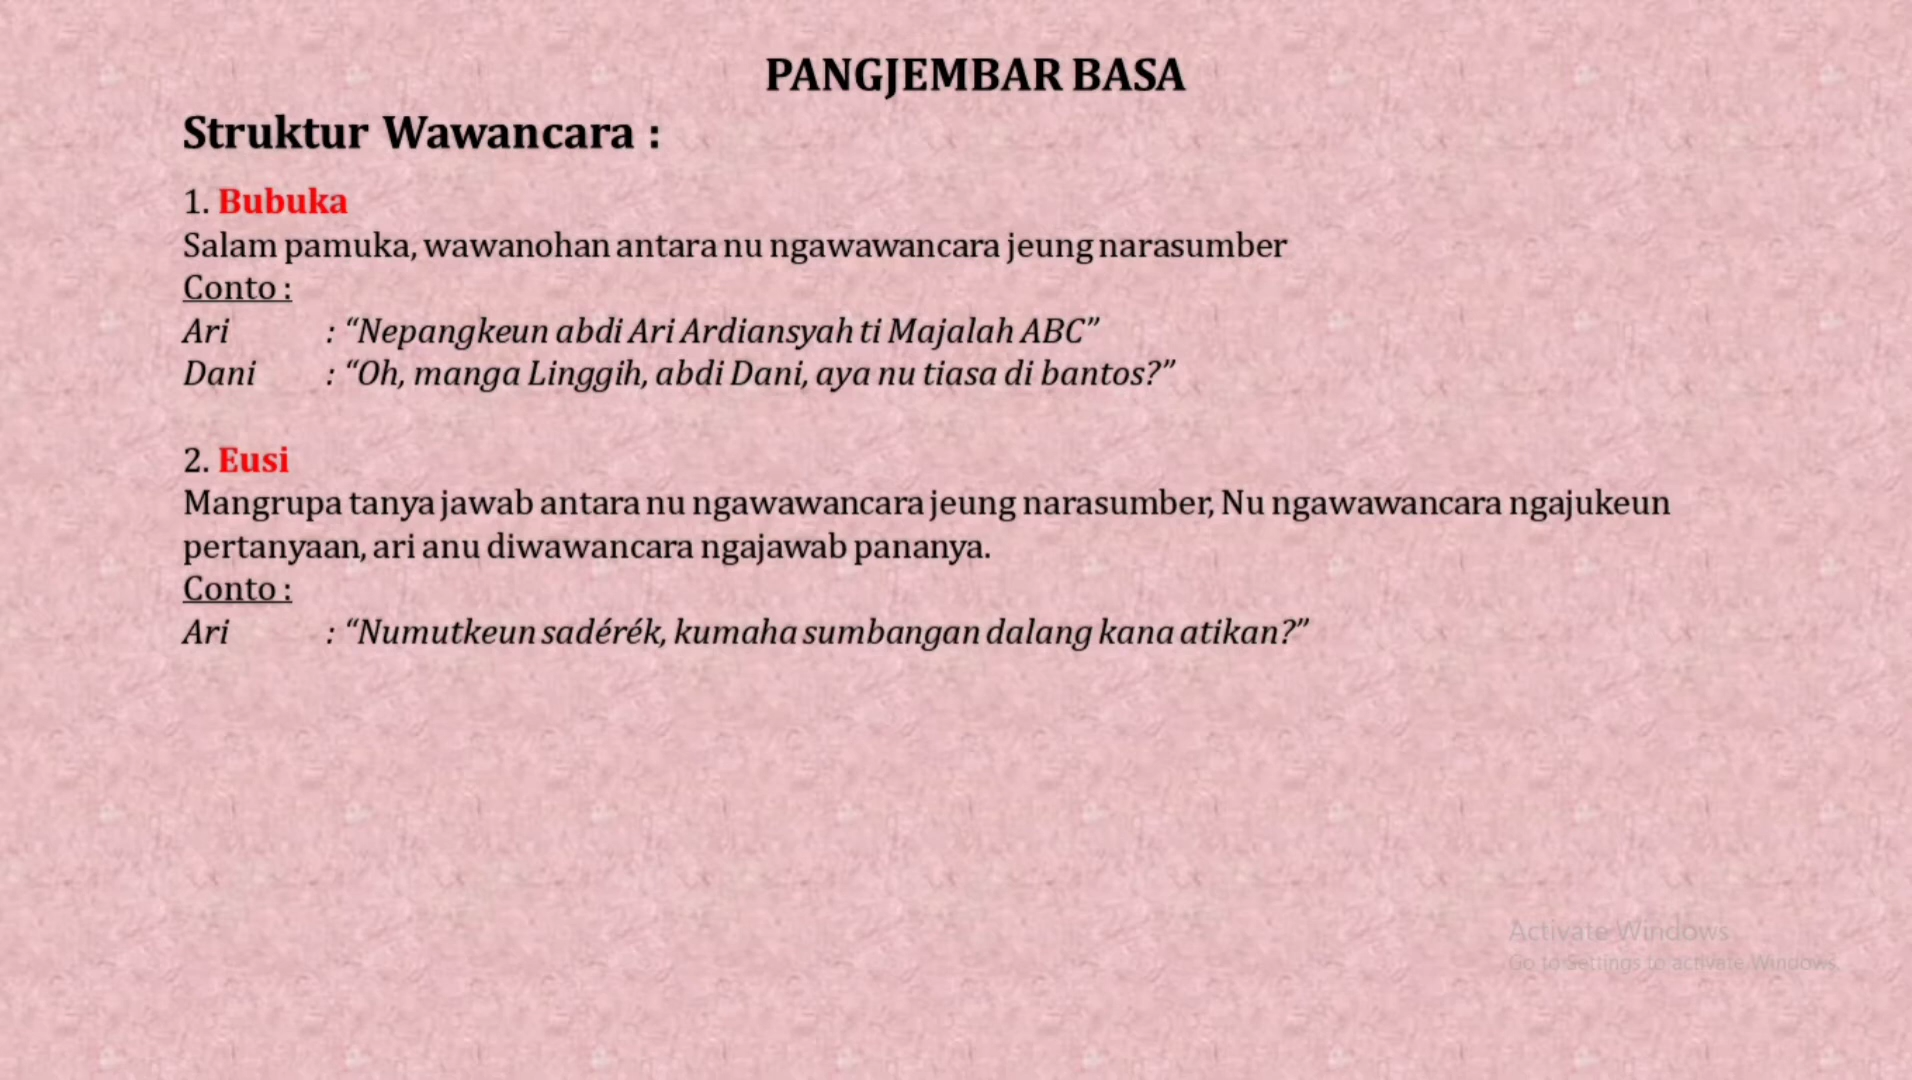 PANGJEMBAR BASA
Struktur Wawancara :
1. Bubuka
Salam pamuka, wawanohan antara nu ngawawancara jeung narasumber
Conto :
Ari : “Nepangkeun abdi Ari Ardiansyah ti Majalah ABC”
Dani : “Oh, manga Linggih, abdi Dani, aya nu tiasa di bantos?”
2. Eusi
Mangrupa tanya jawab antara nu ngawawancara jeung narasumber, Nu ngawawancara ngajukeun
pertanyaan, ari anu diwawancara ngajawab pananya.
Conto :
Ari : “Numutkeun sadérék, kumaha sumbangan dalang kana atikan?”
Activate Windows
Go to Settings to activate Windows.